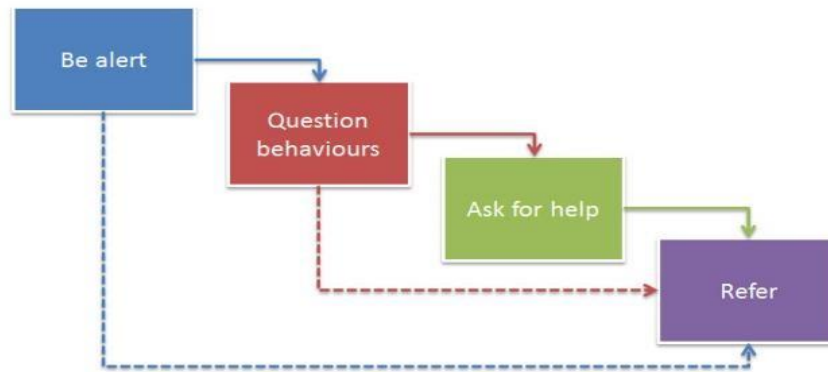 Be alert
Question
behaviours
Ask for help
Refer